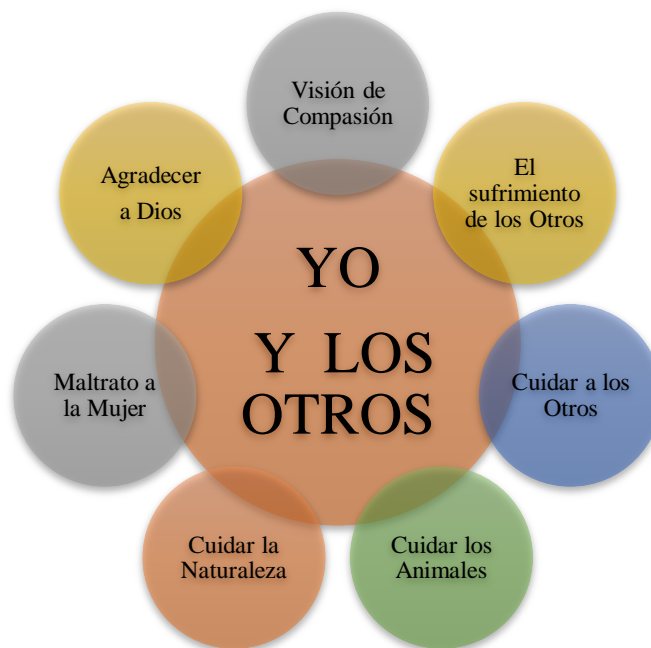 Visión de
Compasión
El
sufrimiento
de los Otros
Cuidar a los
Otros
Cuidar los
Animales
Cuidar la
Naturaleza
Maltrato a
la Mujer
Agradecer
a Dios
YO
Y LOS
OTROS